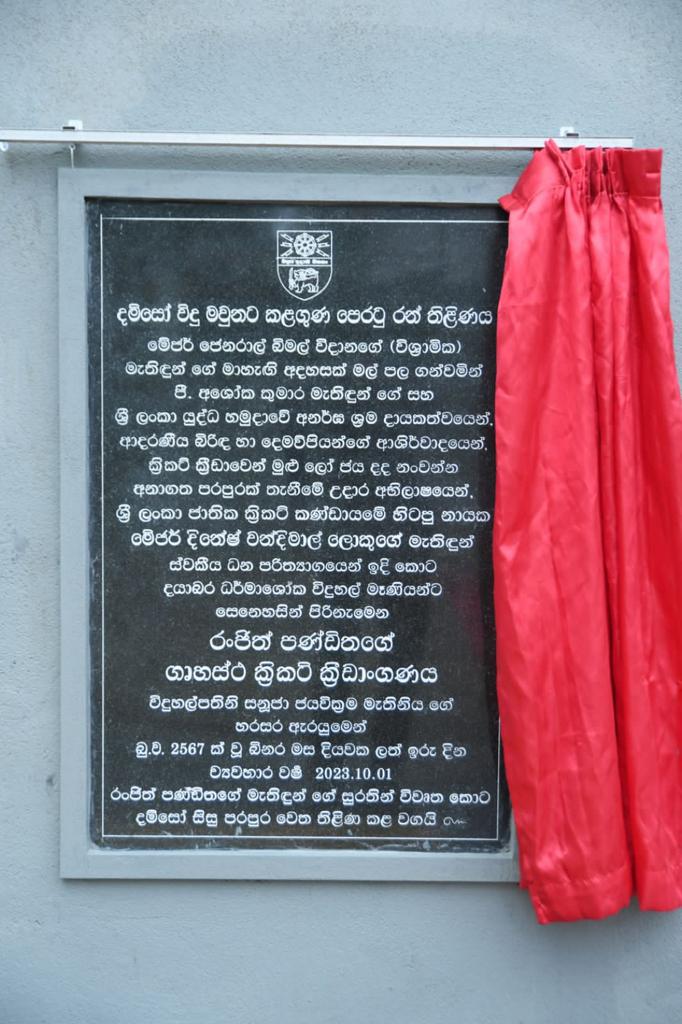 දම්සෝ විදු මවුනට කළගුණ පෙරටු රන් තිළිණය
මේජර් ජෙනරාල් බිමල් විදානගේ (විශ්‍රාමික)
මැතිඳුන් ගේ මාහැඟි අදහසක් මල් පල ගන්වමින්
පී. අශෝක කුමාර මැතිඳුන් ගේ සහ
ශ්‍රී ලංකා යුද්ධ හමුදාවේ අනර්ඝ ශ්‍රම දායකත්වයෙන්,
ආදරණීය බිරිඳ හා දෙමව්පියන්ගේ ආශිර්වාදයෙන්,
ක්‍රිකට් ක්‍රීඩාවෙන් මුළු ලෝ ජය දද නංවන්න
අනාගත පරපුරක් තැනීමේ උදාර අභිලාෂයෙන්,
ශ්‍රී ලංකා ජාතික ක්‍රිකට් කණ්ඩායමේ හිටපු නායක
මේජර් දිනේෂ් චන්දිමාල් ලොකුගේ මැතිඳුන්
ස්වකීය ධන පරිත්‍යාගයෙන් ඉදි කොට
දයාබර ධර්මාශෝක විදුහල් මෑණියන්ට
සෙනෙහසින් පිරිනැමෙන
රංජිත් පණ්ඩිතගේ
ගෘහස්ථ ක්‍රිකට් ක්‍රීඩාංගණය
විදුහල්පතිනි සනූජා ජයවික්‍රම මැතිනිය ගේ
හරසර ඇරයුමෙන්
බු.ව. 2567 ක් වූ බිනර මස දියවක ලත් ඉරු දින
ව්‍යවහාර වර්ෂ 2023.10.01
රංජිත් පණ්ඩිතගේ මැතිඳුන් ගේ සුරතින් විවෘත කොට
දම්සෝ සිසු පරපුර වෙත තිළිණ කළ වගයි